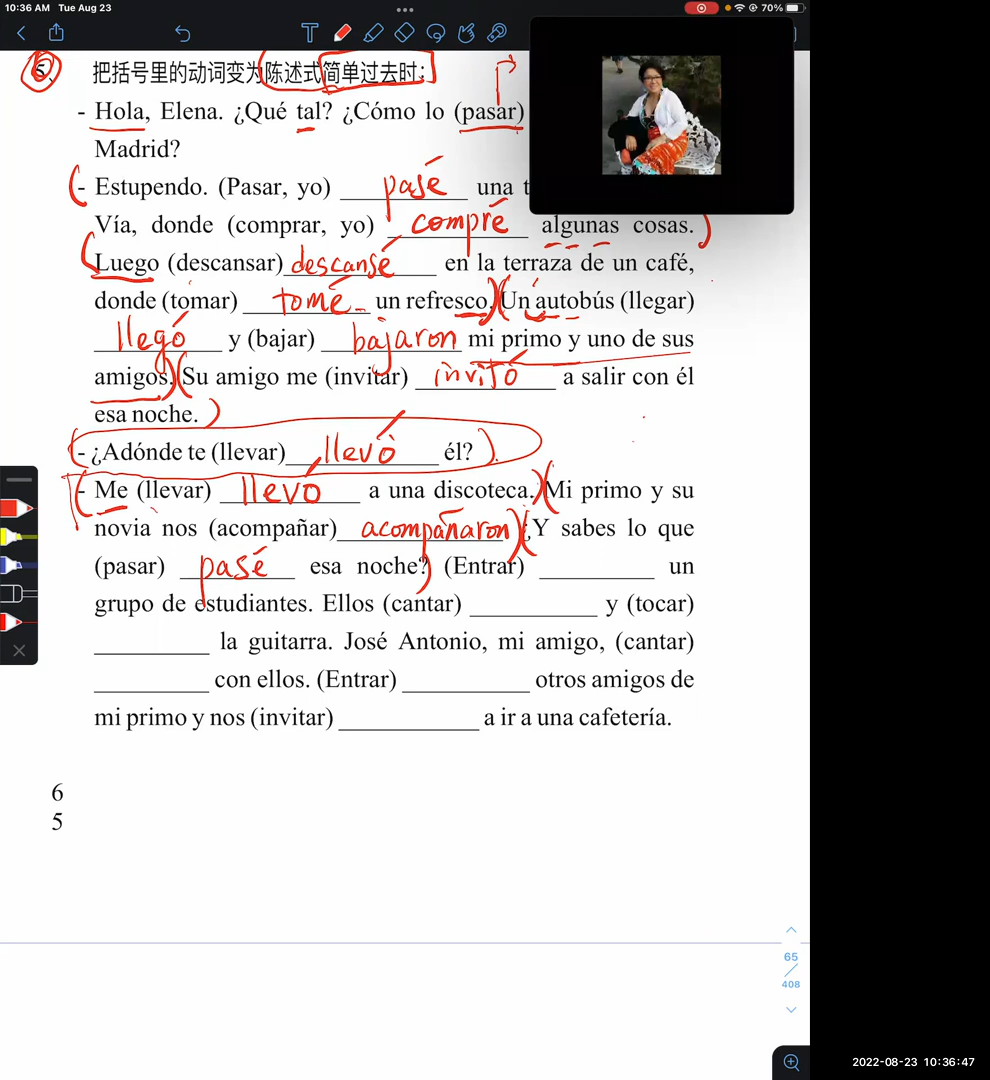 10:36 AM Tue Aug 23
70%
6、 把括号里的动词变为陈述式简单过去时：
- Hola, Elena. ¿Qué tal? ¿Cómo lo (pasar)
Madrid?
- Estupendo. (Pasar, yo) pasé una t
Vía, donde (comprar, yo) compré algunas cosas.
Luego (descansar) descansé en la terraza de un café,
donde (tomar) tomé un refresco. Un autobús (llegar)
llegó y (bajar) bajaron mi primo y uno de sus
amigos. Su amigo me (invitar) invitó a salir con él
esa noche.
- ¿Adónde te (llevar) llevó él?
- Me (llevar) llevó a una discoteca. Mi primo y su
novia nos (acompañar) acompañaron ¿Y sabes lo que
(pasar) pasé esa noche? (Entrar) ___ un
grupo de estudiantes. Ellos (cantar) ___ y (tocar)
___ la guitarra. José Antonio, mi amigo, (cantar)
___ con ellos. (Entrar) ___ otros amigos de
mi primo y nos (invitar) ___ a ir a una cafetería.
6
5
65
408
2022-08-23 10:36:47